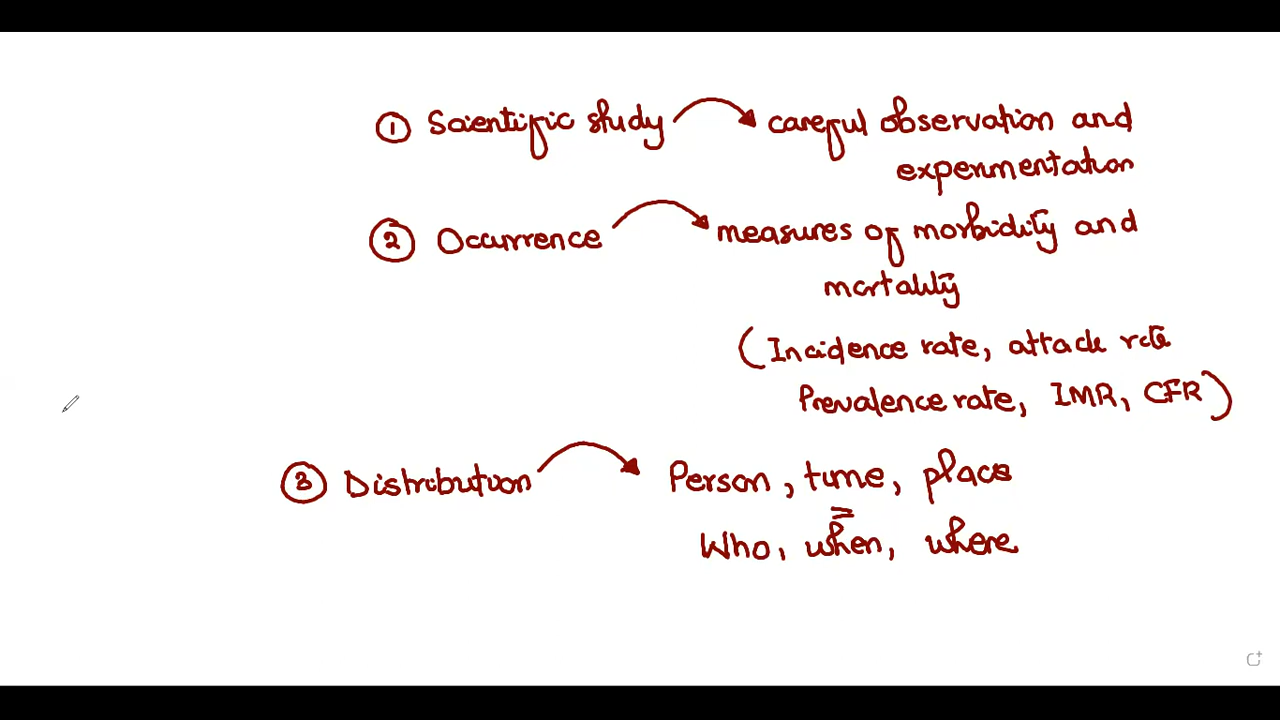 ① Scientific study → careful observation and
experimentation
② Occurrence → measures of morbidity and
mortality
(Incidence rate, attack rate
Prevalence rate, IMR, CFR)
③ Distribution → Person, time, place
Who, when, where